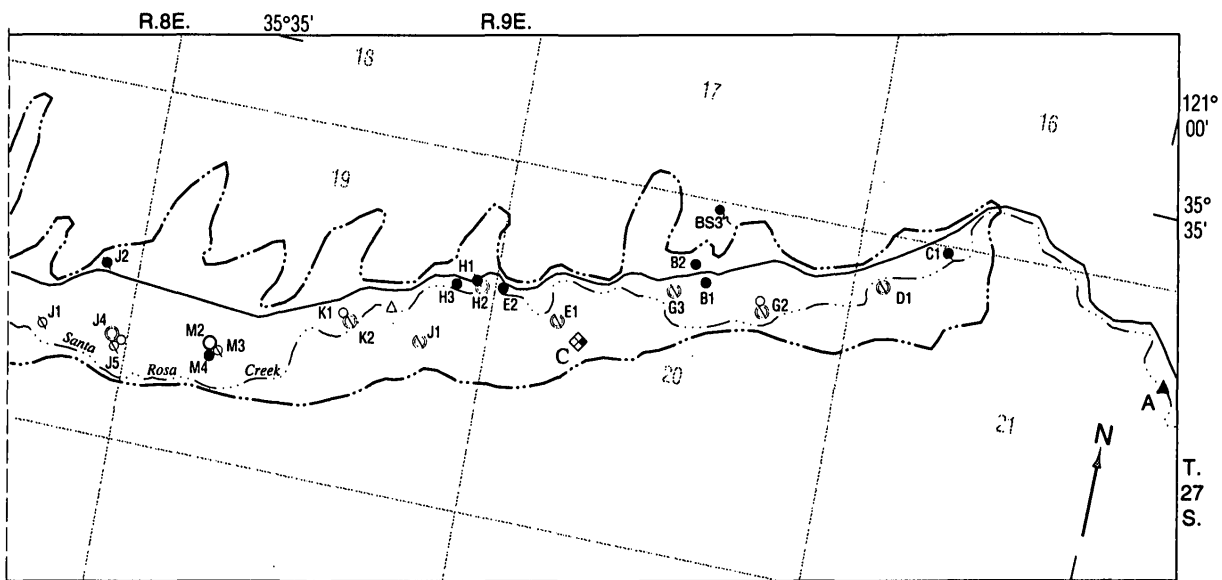 R.8E. 35°35' R.9E.
18
17
16
121°
00'
19
35°
35'
BS3
J2
H1
B2
C1
H3
H2
E2
B1
D1
J1
J4
J5
K1
K2
J1
E1
G3
G2
M2
M3
M4
Santa Rosa Creek
C
20
A
21
N
T.
27
S.